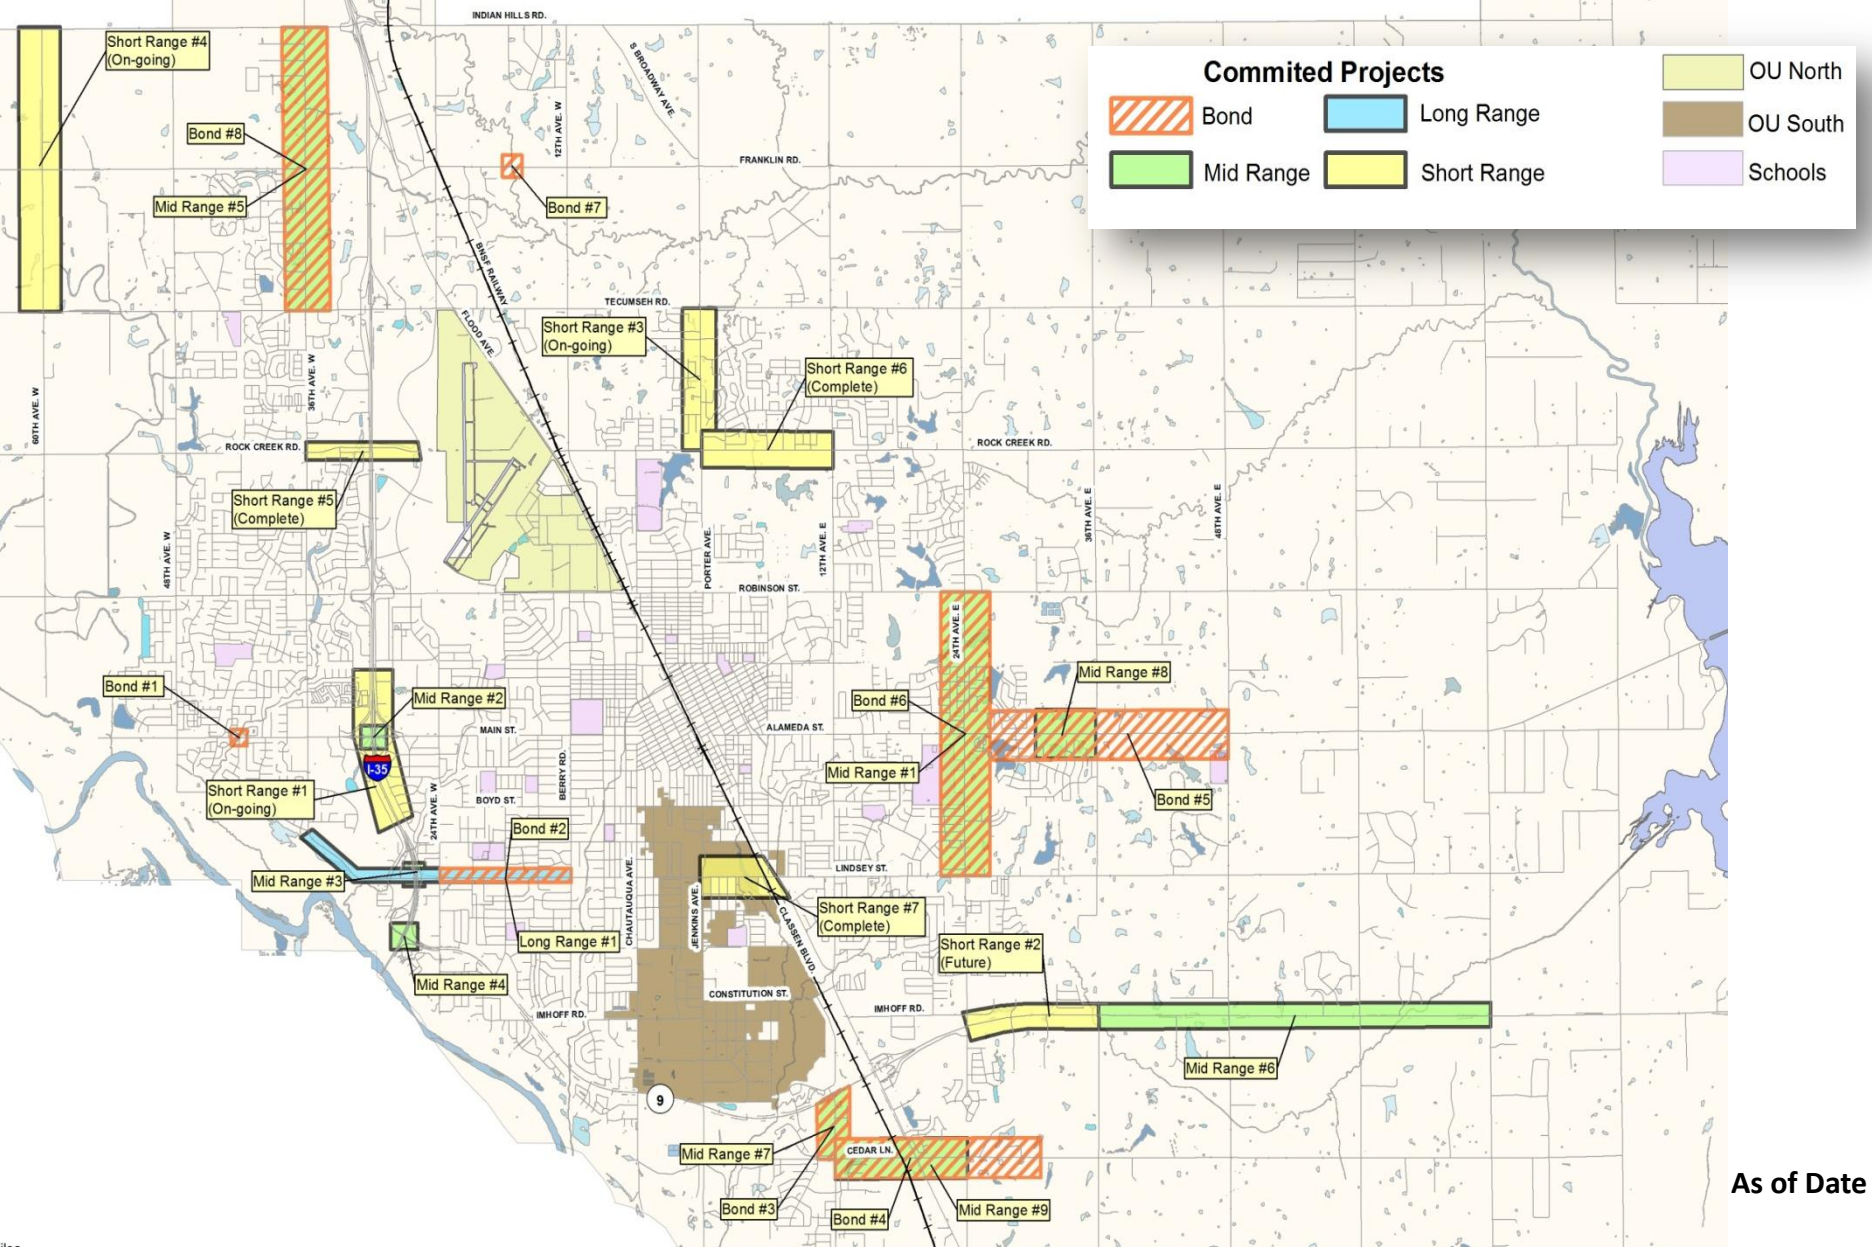 INDIAN HILLS RD.
Short Range #4
(On-going)
S BROADWAY AVE.
Commited Projects
Bond
Long Range
Mid Range
Short Range
OU North
OU South
Schools
12TH AVE. W
Bond #8
FRANKLIN RD.
Mid Range #5
Bond #7
BNSF RAILWAY
TECUMSEH RD.
FLOOD AVE.
Short Range #3
(On-going)
Short Range #6
(Complete)
36TH AVE. W
60TH AVE. W
ROCK CREEK RD.
ROCK CREEK RD.
Short Range #5
(Complete)
48TH AVE. W
PORTER AVE.
12TH AVE. E
36TH AVE. E
48TH AVE. E
ROBINSON ST.
24TH AVE. E
Bond #1
Mid Range #2
Mid Range #8
Bond #6
MAIN ST.
ALAMEDA ST.
I-35
Mid Range #1
Short Range #1
(On-going)
BERRY RD.
BOYD ST.
24TH AVE. W
Bond #5
Bond #2
Mid Range #3
LINDSEY ST.
CHAUTAUQUA AVE.
JENKINS AVE.
Short Range #7
(Complete)
CLASSEN BLVD.
Long Range #1
Short Range #2
(Future)
Mid Range #4
CONSTITUTION ST.
IMHOFF RD.
IMHOFF RD.
Mid Range #6
9
Mid Range #7
CEDAR LN.
As of Date
Bond #3
Bond #4
Mid Range #9